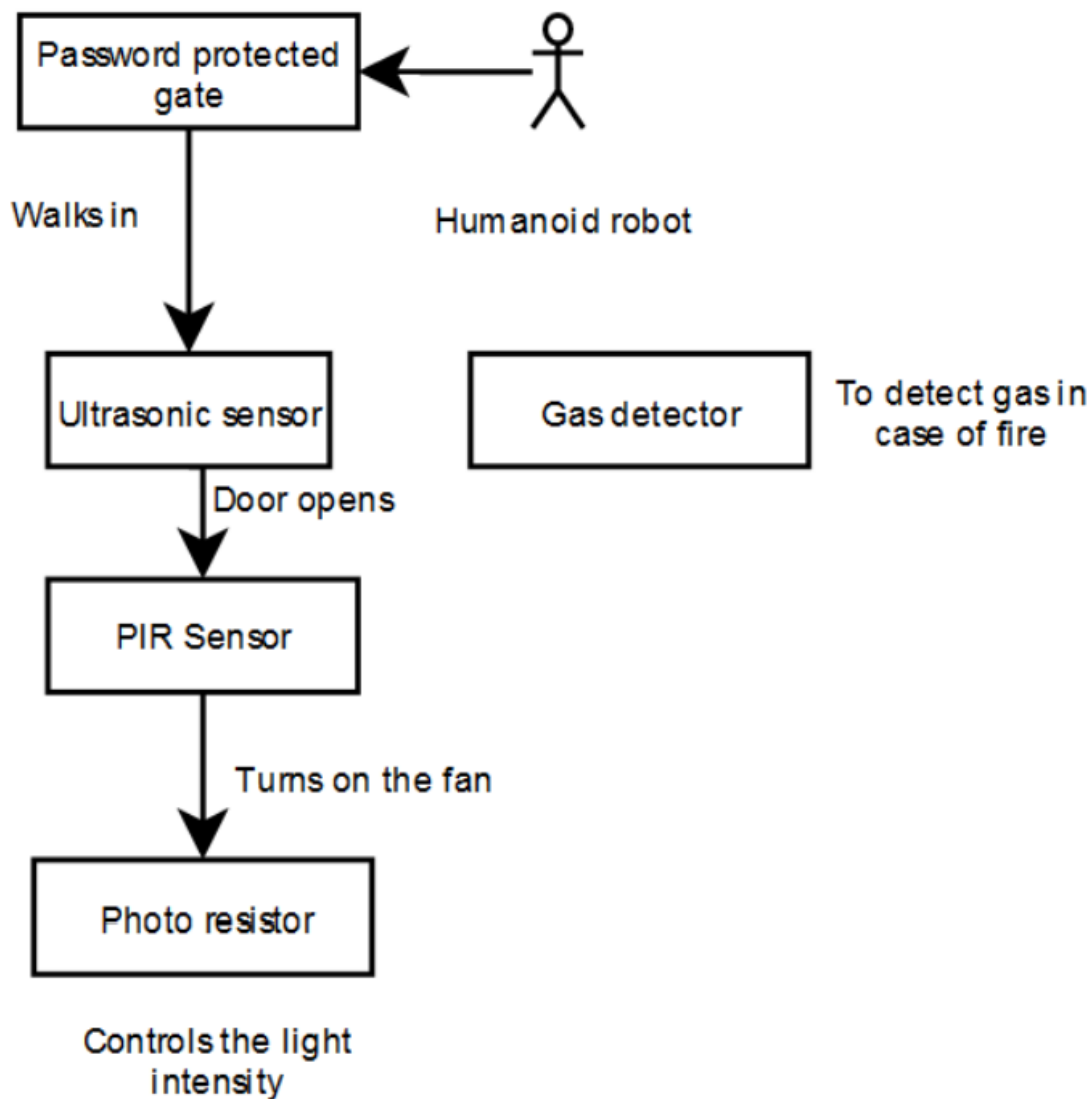 Password protected
gate
Walks in
Humanoid robot
Ultrasonic sensor
Gas detector
To detect gas in
case of fire
Door opens
PIR Sensor
Turns on the fan
Photo resistor
Controls the light
intensity